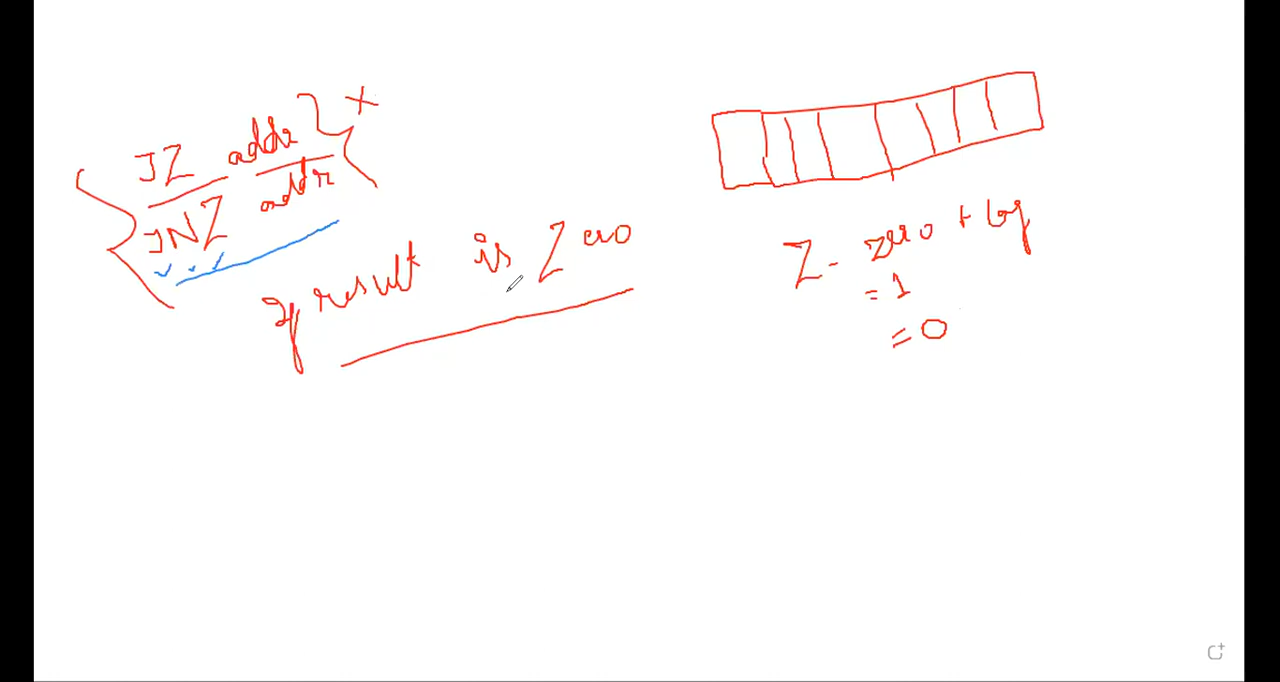 JZ addr
JNZ addr
If result is Zero
Z - zero flag
= 1
= 0